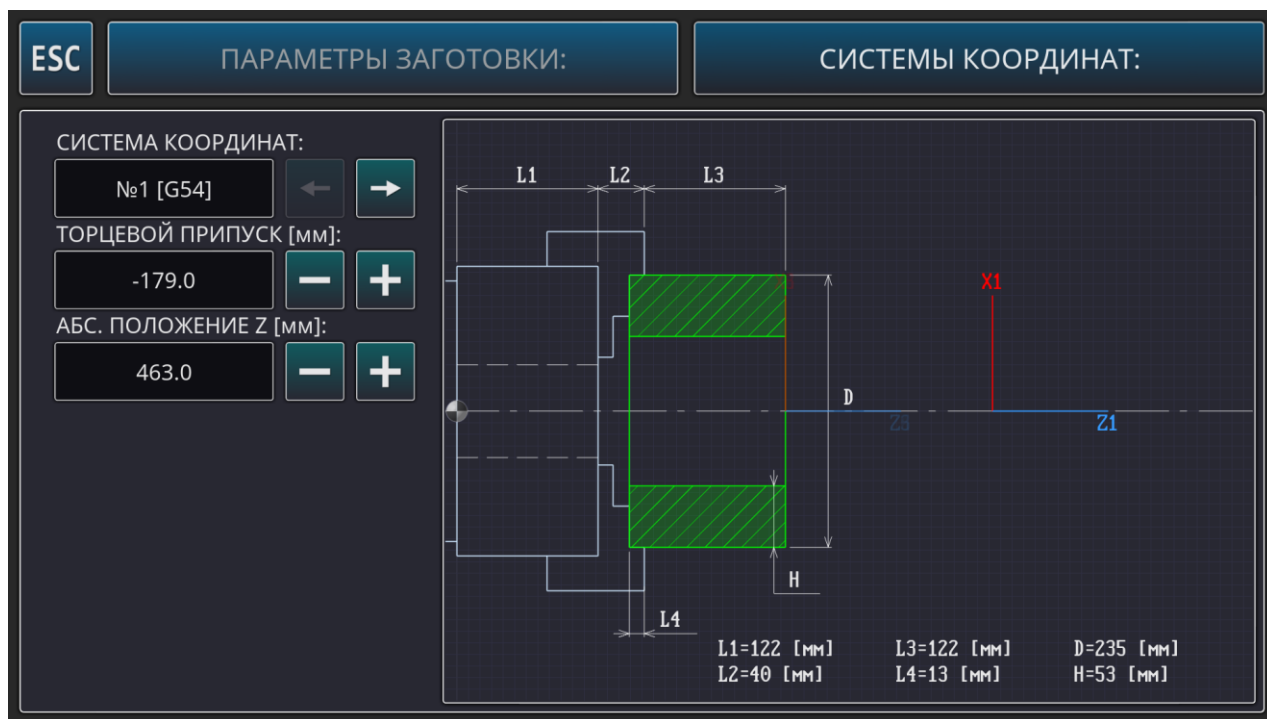 ESC
ПАРАМЕТРЫ ЗАГОТОВКИ:
СИСТЕМЫ КООРДИНАТ:
СИСТЕМА КООРДИНАТ:
№1 [G54]
ТОРЦЕВОЙ ПРИПУСК [мм]:
-179.0
АБС. ПОЛОЖЕНИЕ Z [мм]:
463.0
L1 L2 L3
X1
D
Z1
H
L4
L1=122 [мм] L3=122 [мм] D=235 [мм]
L2=40 [мм] L4=13 [мм] H=53 [мм]